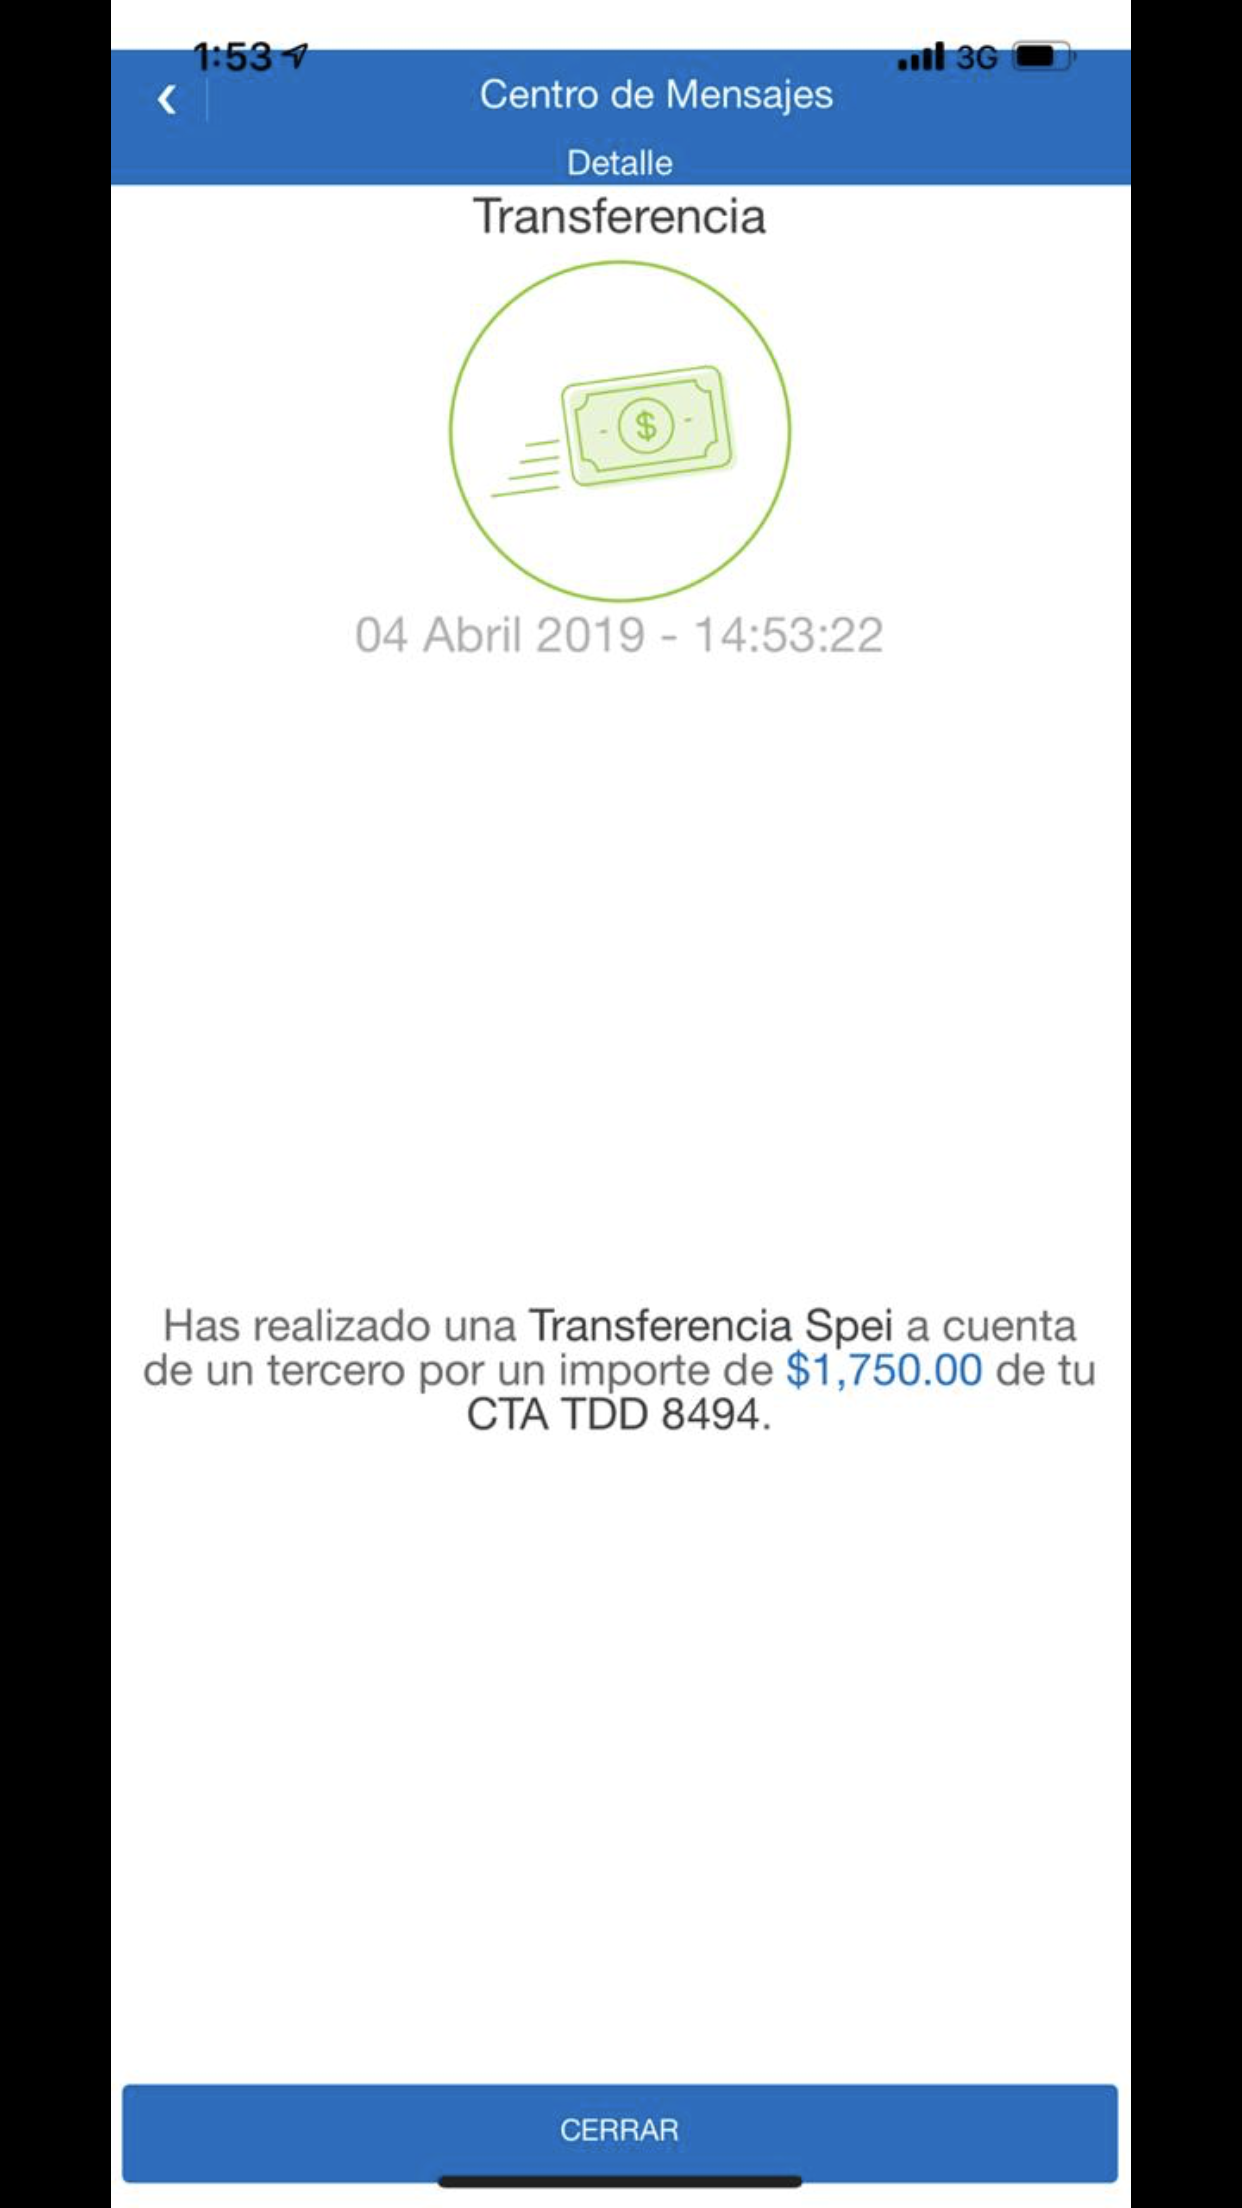 1:53
3G
Centro de Mensajes
Detalle
Transferencia
$
04 Abril 2019 - 14:53:22
Has realizado una Transferencia Spei a cuenta
de un tercero por un importe de $1,750.00 de tu
CTA TDD 8494.
CERRAR